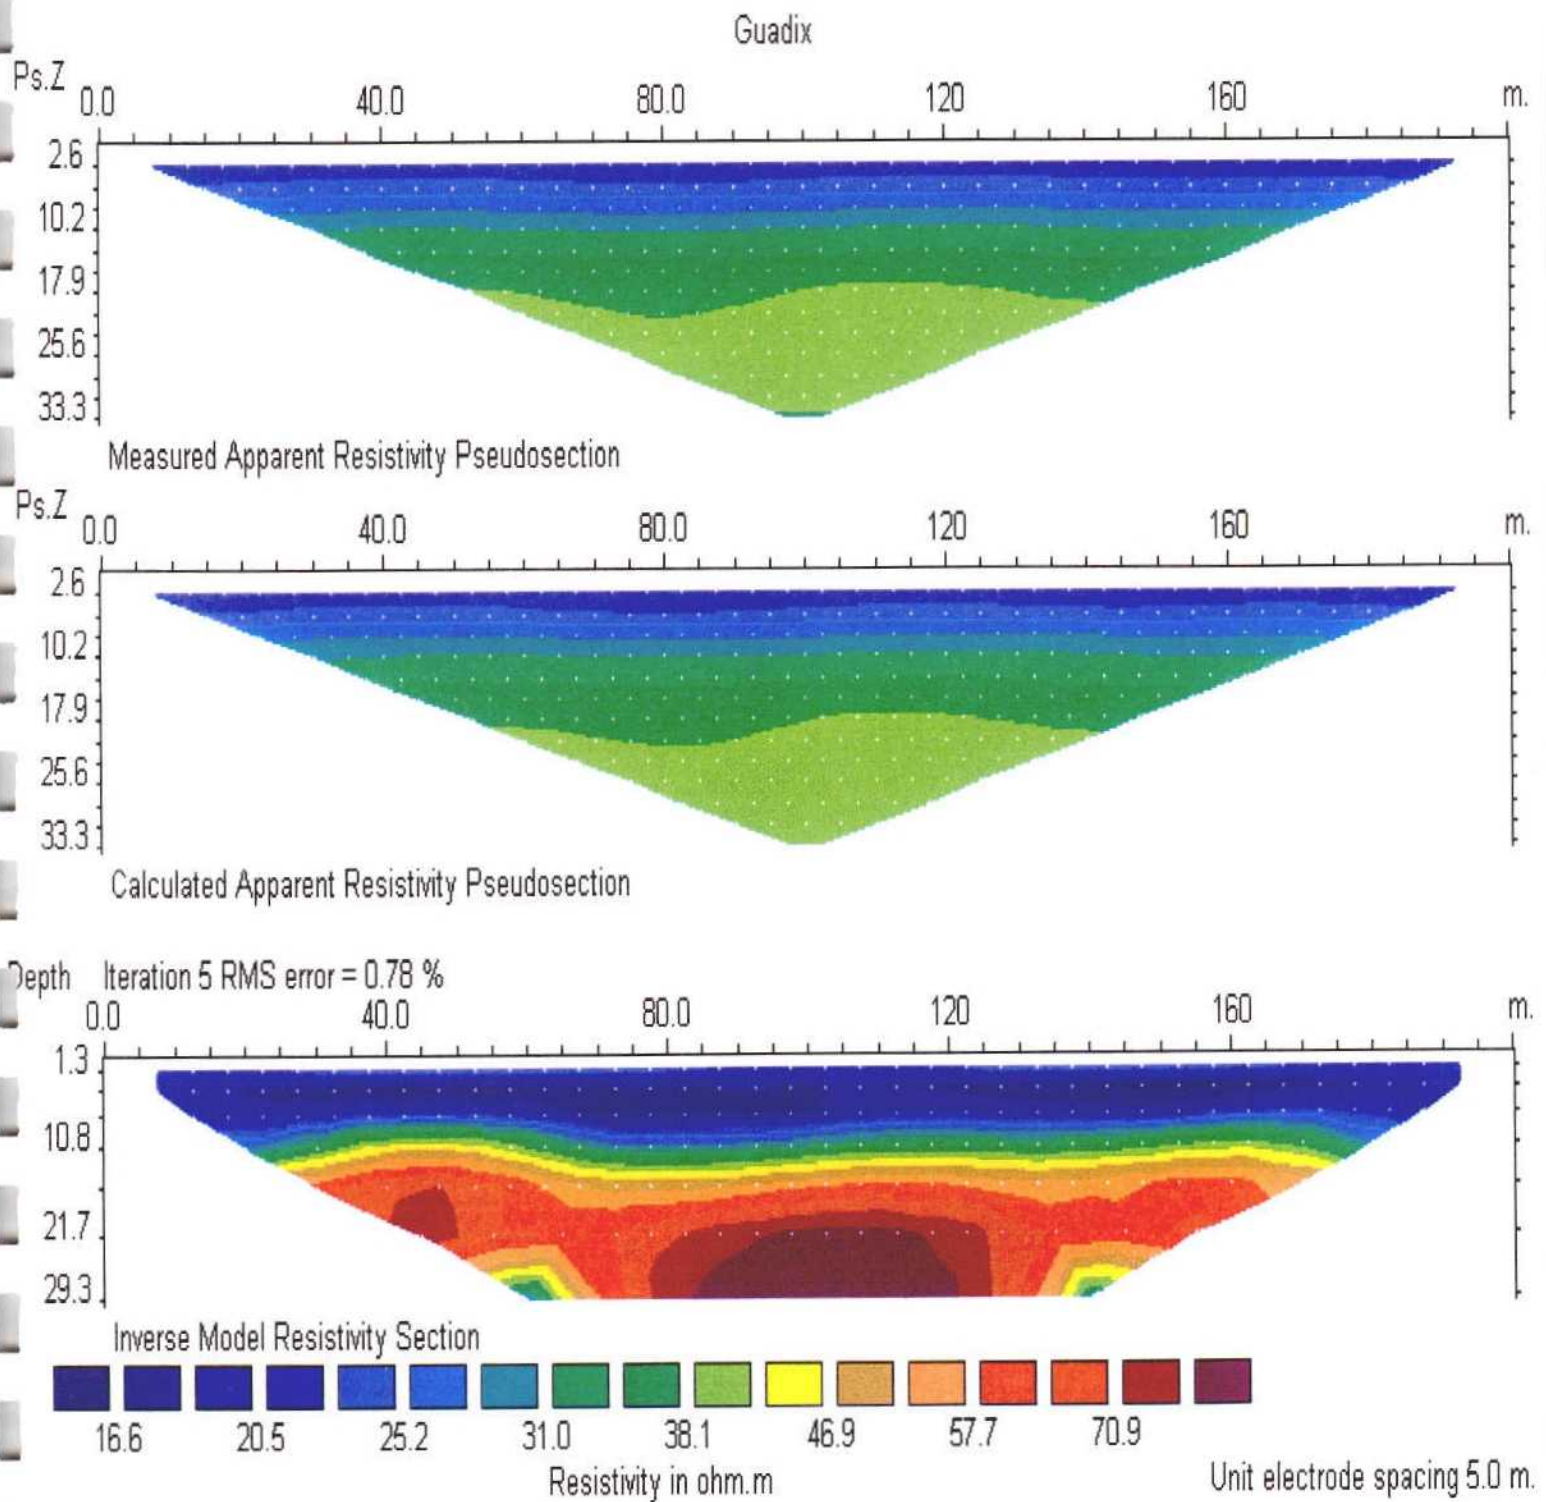 Guadix
Ps.Z
0.0 40.0 80.0 120 160 m.
2.6
10.2
17.9
25.6
33.3
Measured Apparent Resistivity Pseudosection
Ps.Z
0.0 40.0 80.0 120 160 m.
2.6
10.2
17.9
25.6
33.3
Calculated Apparent Resistivity Pseudosection
Depth Iteration 5 RMS error = 0.78 %
0.0 40.0 80.0 120 160 m.
1.3
10.8
21.7
29.3
Inverse Model Resistivity Section
16.6 20.5 25.2 31.0 38.1 46.9 57.7 70.9
Resistivity in ohm.m
Unit electrode spacing 5.0 m.